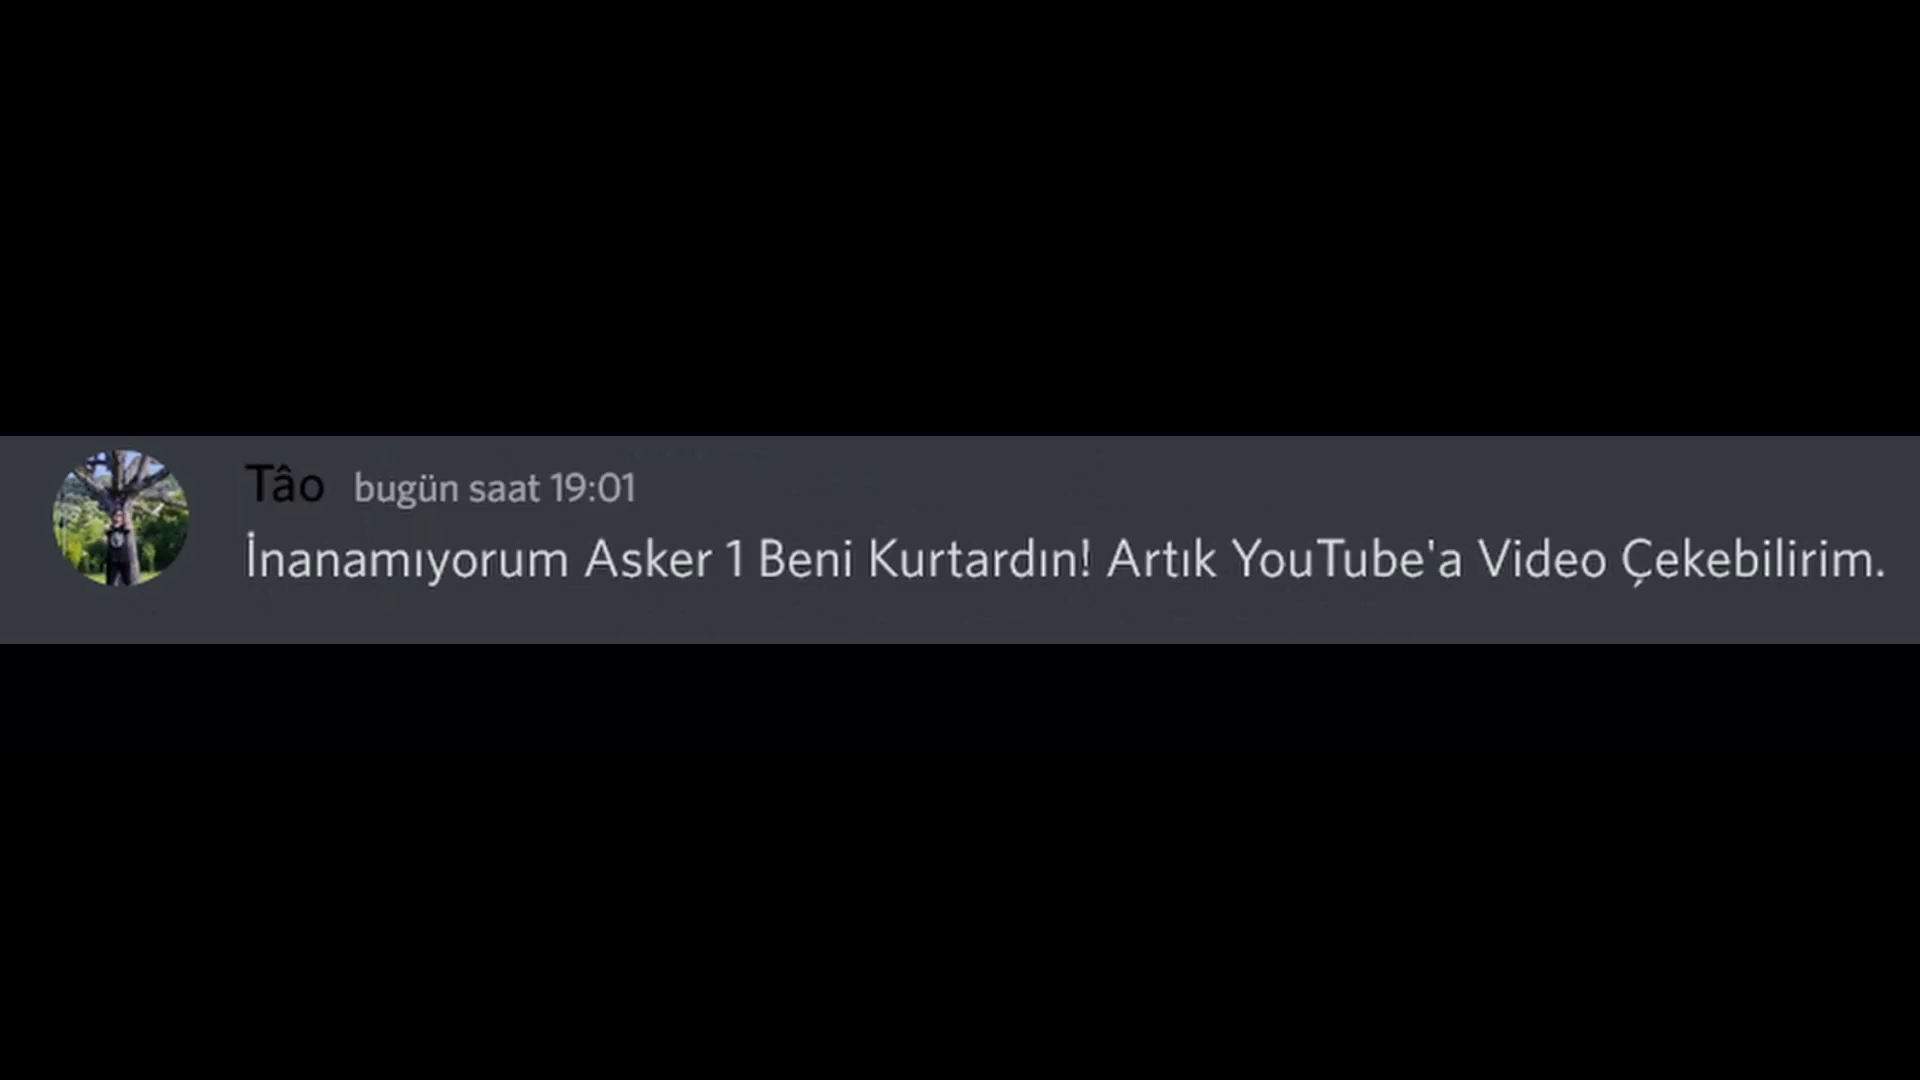 Tâo bugün saat 19:01
İnanamıyorum Asker 1 Beni Kurtardın! Artık YouTube'a Video Çekebilirim.